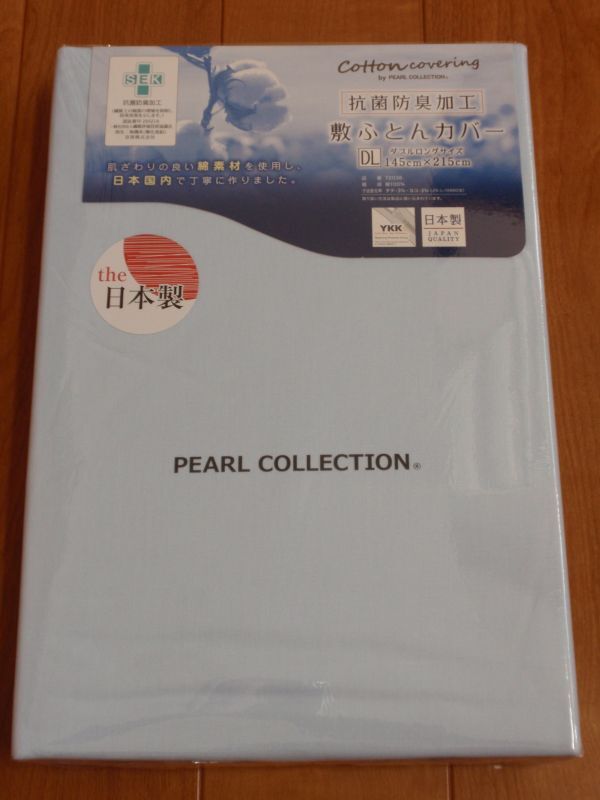 SEK
抗菌防臭加工
Cotton covering
by PEARL COLLECTION®
抗菌防臭加工
敷ふとんカバー
DL ダブルロングサイズ
145cm×215cm
肌ざわりの良い綿素材を使用し、
日本国内で丁寧に作りました。
綿100%
YKK
日本製
JAPAN
QUALITY
the
日本製
PEARL COLLECTION®